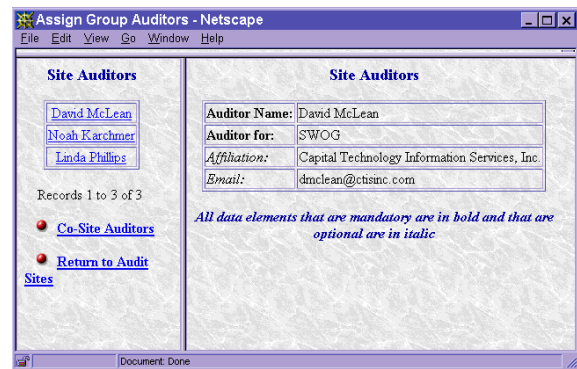 Assign Group Auditors - Netscape
File Edit View Go Window Help
Site Auditors
David McLean
Noah Karchmer
Linda Phillips
Records 1 to 3 of 3
Co-Site Auditors
Return to Audit
Sites
Site Auditors
Auditor Name: David McLean
Auditor for: SWOG
Affiliation: Capital Technology Information Services, Inc.
Email: dmclean@ctisinc.com
All data elements that are mandatory are in bold and that are
optional are in italic
Document: Done